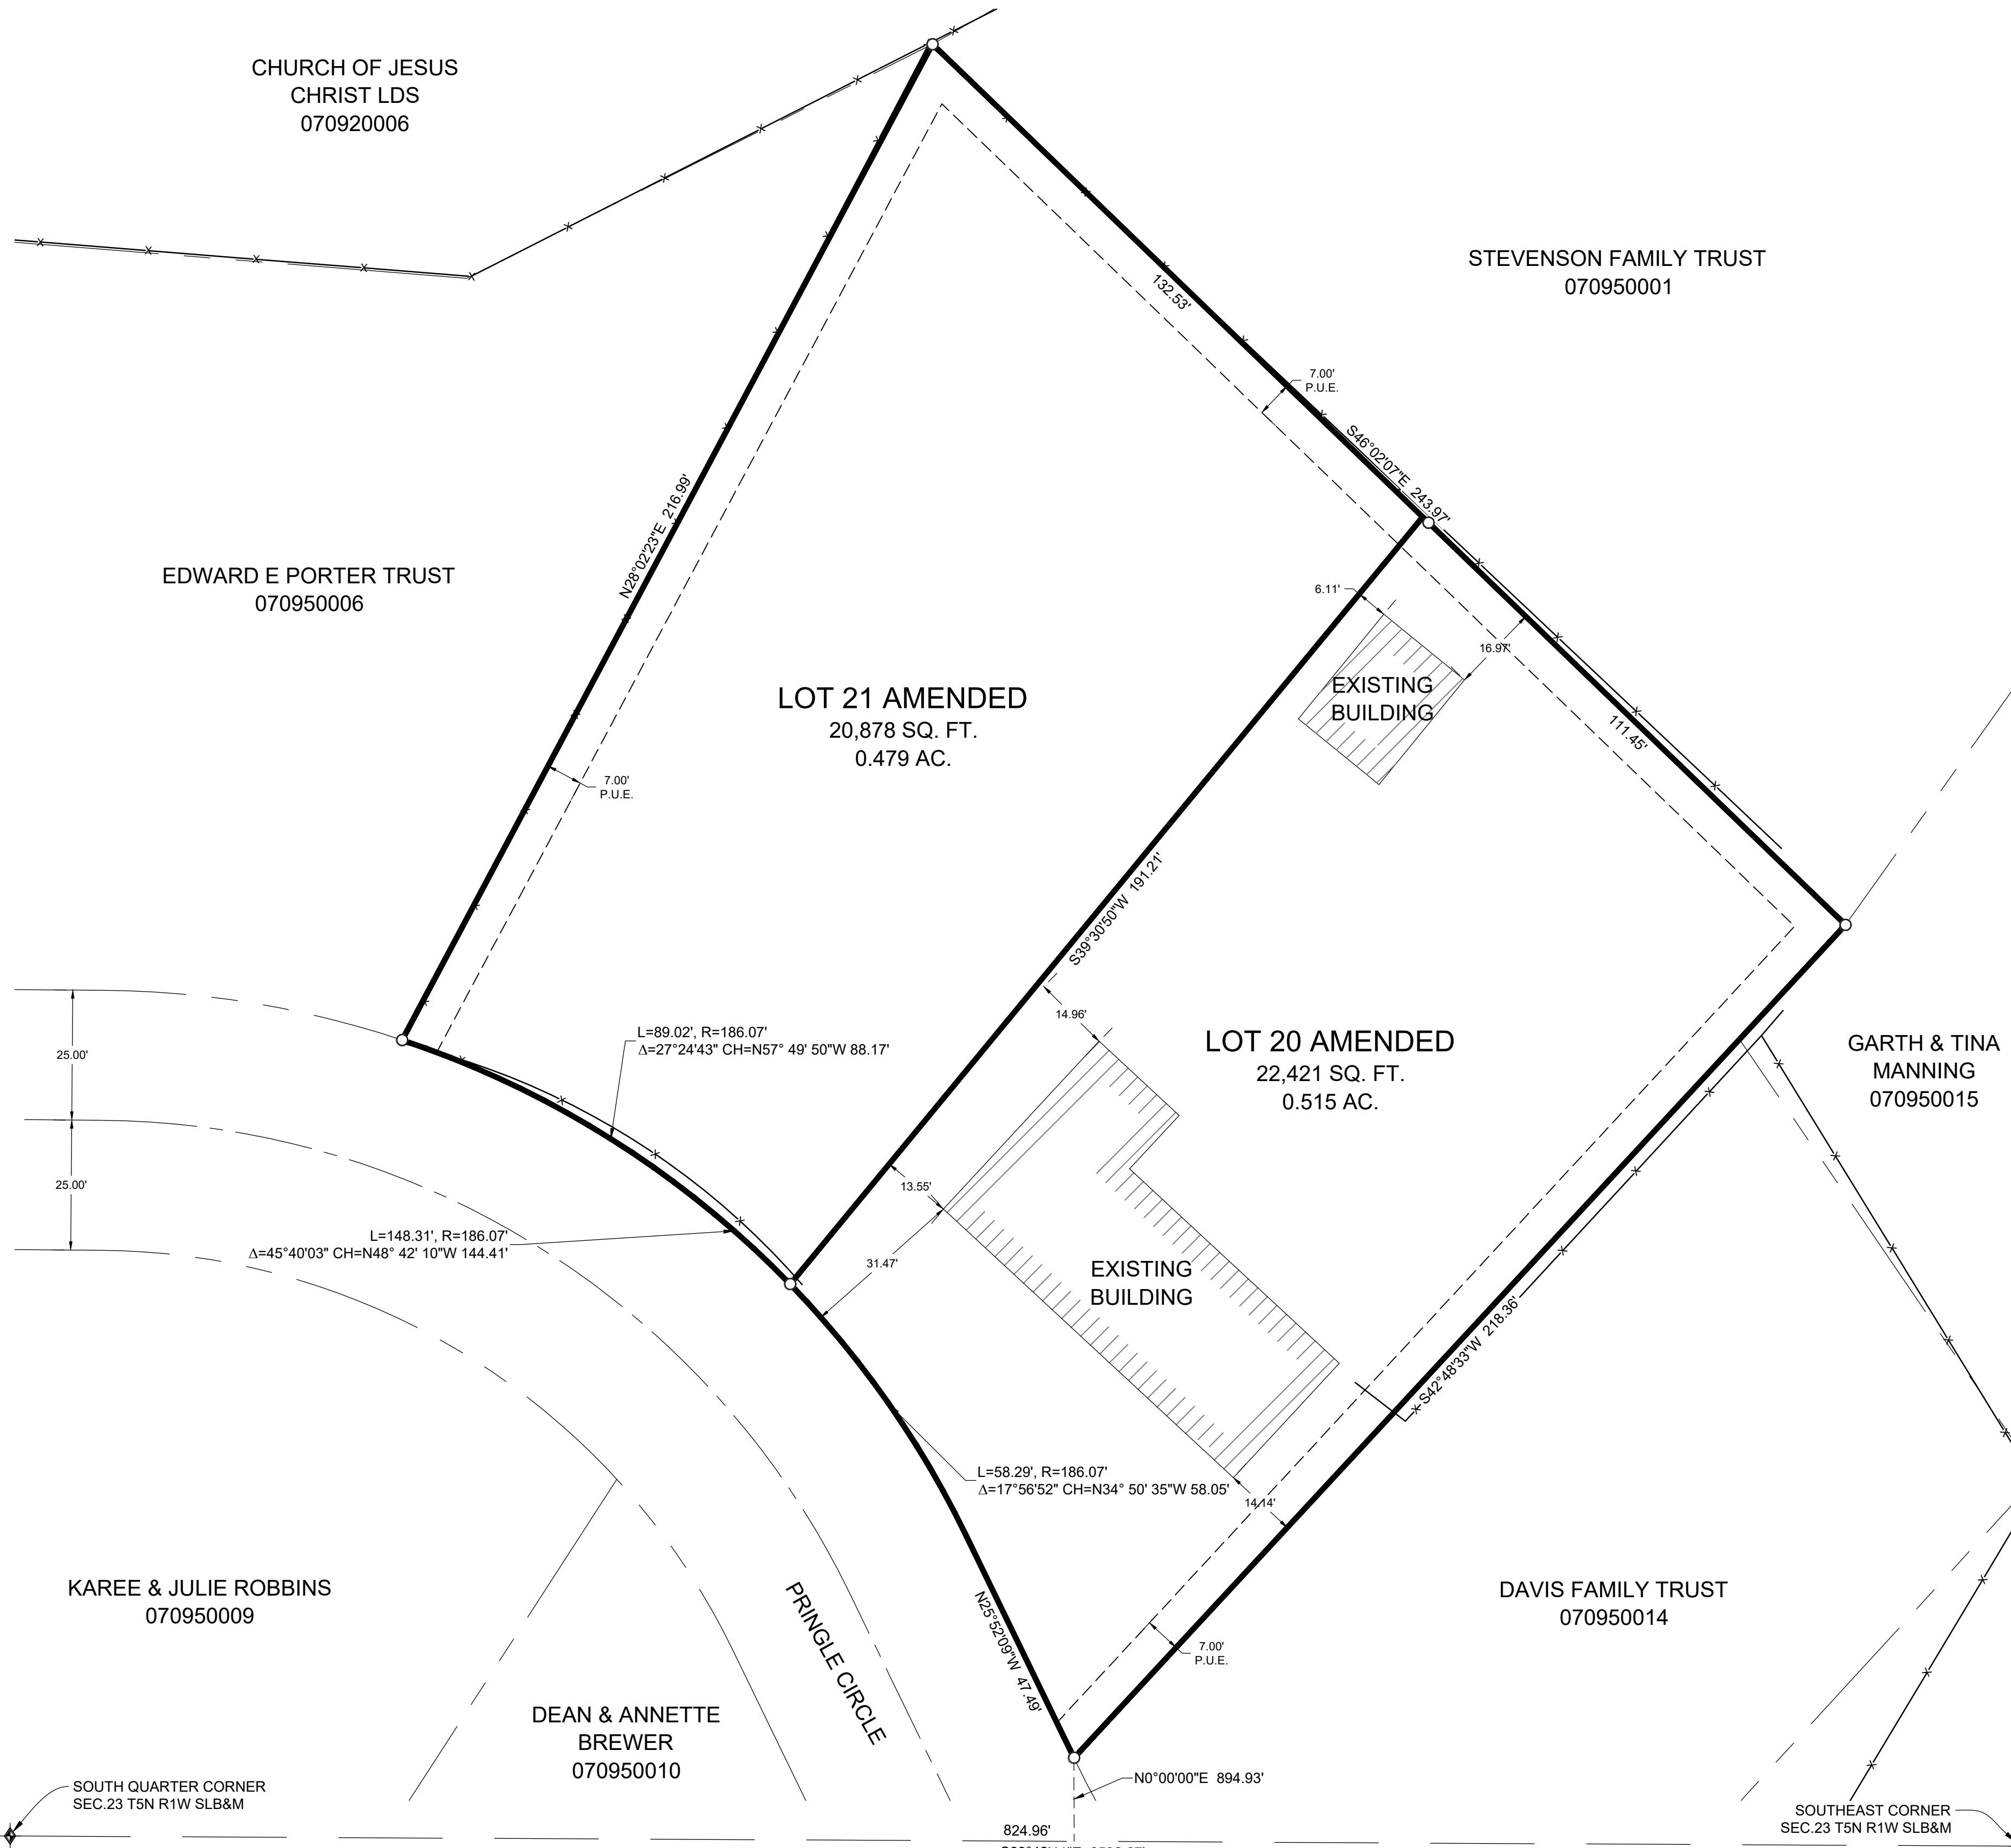 CHURCH OF JESUS
CHRIST LDS
070920006
STEVENSON FAMILY TRUST
070950001
132.53'
7.00'
P.U.E.
S46°02'07"E 243.97'
N28°02'23"E 216.99'
EDWARD E PORTER TRUST
070950006
6.11'
16.97'
EXISTING
BUILDING
111.45'
LOT 21 AMENDED
20,878 SQ. FT.
0.479 AC.
7.00'
P.U.E.
S39°30'50"W 191.21'
14.96'
LOT 20 AMENDED
22,421 SQ. FT.
0.515 AC.
GARTH & TINA
MANNING
070950015
25.00'
L=89.02', R=186.07'
Δ=27°24'43" CH=N57° 49' 50"W 88.17'
25.00'
13.55'
L=148.31', R=186.07'
Δ=45°40'03" CH=N48° 42' 10"W 144.41'
31.47'
EXISTING
BUILDING
S42°48'33"W 218.36'
L=58.29', R=186.07'
Δ=17°56'52" CH=N34° 50' 35"W 58.05'
14.14'
KAREE & JULIE ROBBINS
070950009
PRINGLE CIRCLE
N25°52'09"W 47.49'
DAVIS FAMILY TRUST
070950014
7.00'
P.U.E.
DEAN & ANNETTE
BREWER
070950010
N0°00'00"E 894.93'
SOUTH QUARTER CORNER
SEC.23 T5N R1W SLB&M
824.96'
SOUTHEAST CORNER
SEC.23 T5N R1W SLB&M